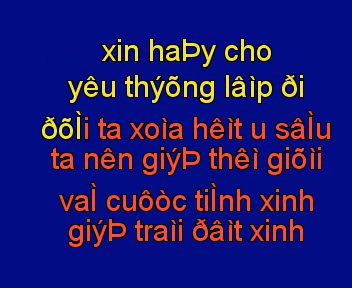 xin haÞy cho
yêu thýõng lâìp ði
ðõÌi ta xoìa hêìt u sâÌu
ta nên giýÞ thêì giõìi
vaÌ cuôòc tiÌnh xinh
giýÞ traìi ðâìt xinh